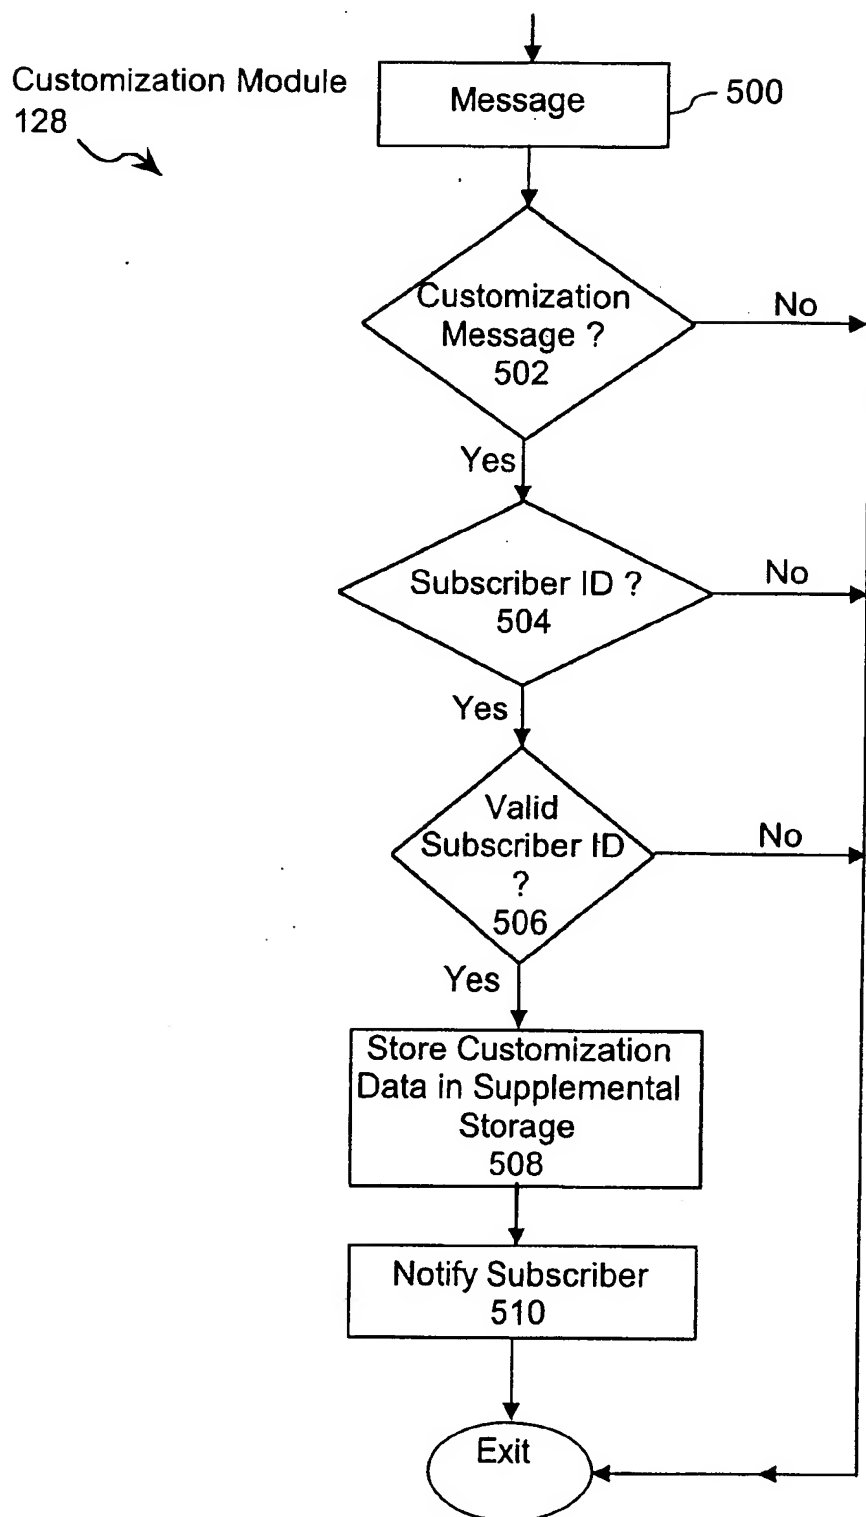 Customization Module
128
Message
500
Customization
Message ?
502
No
Yes
Subscriber ID ?
504
No
Yes
Valid
Subscriber ID
?
506
No
Yes
Store Customization
Data in Supplemental
Storage
508
Notify Subscriber
510
Exit